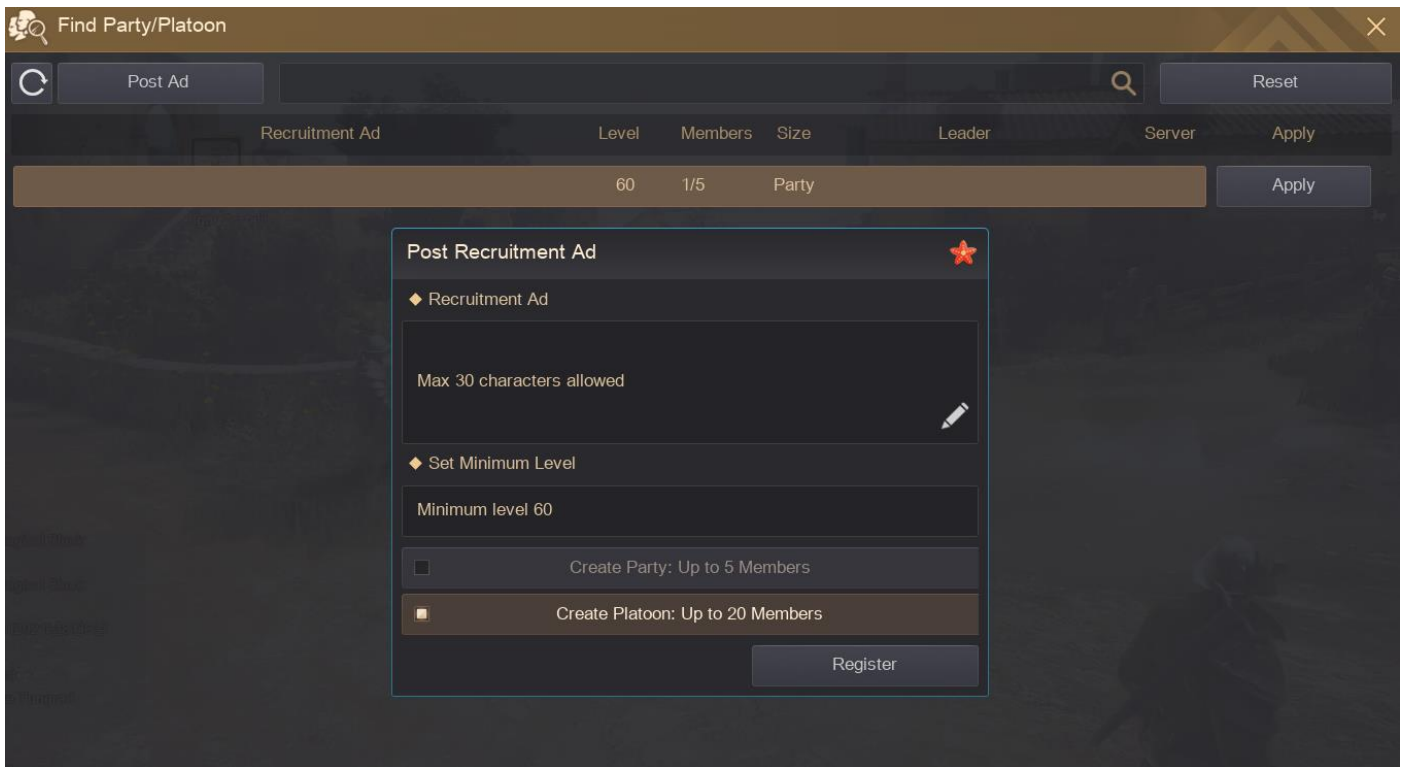 Find Party/Platoon
Post Ad
Reset
Recruitment Ad Level Members Size Leader Server Apply
60 1/5 Party Apply
Post Recruitment Ad
Recruitment Ad
Max 30 characters allowed
Set Minimum Level
Minimum level 60
Create Party: Up to 5 Members
Create Platoon: Up to 20 Members
Register